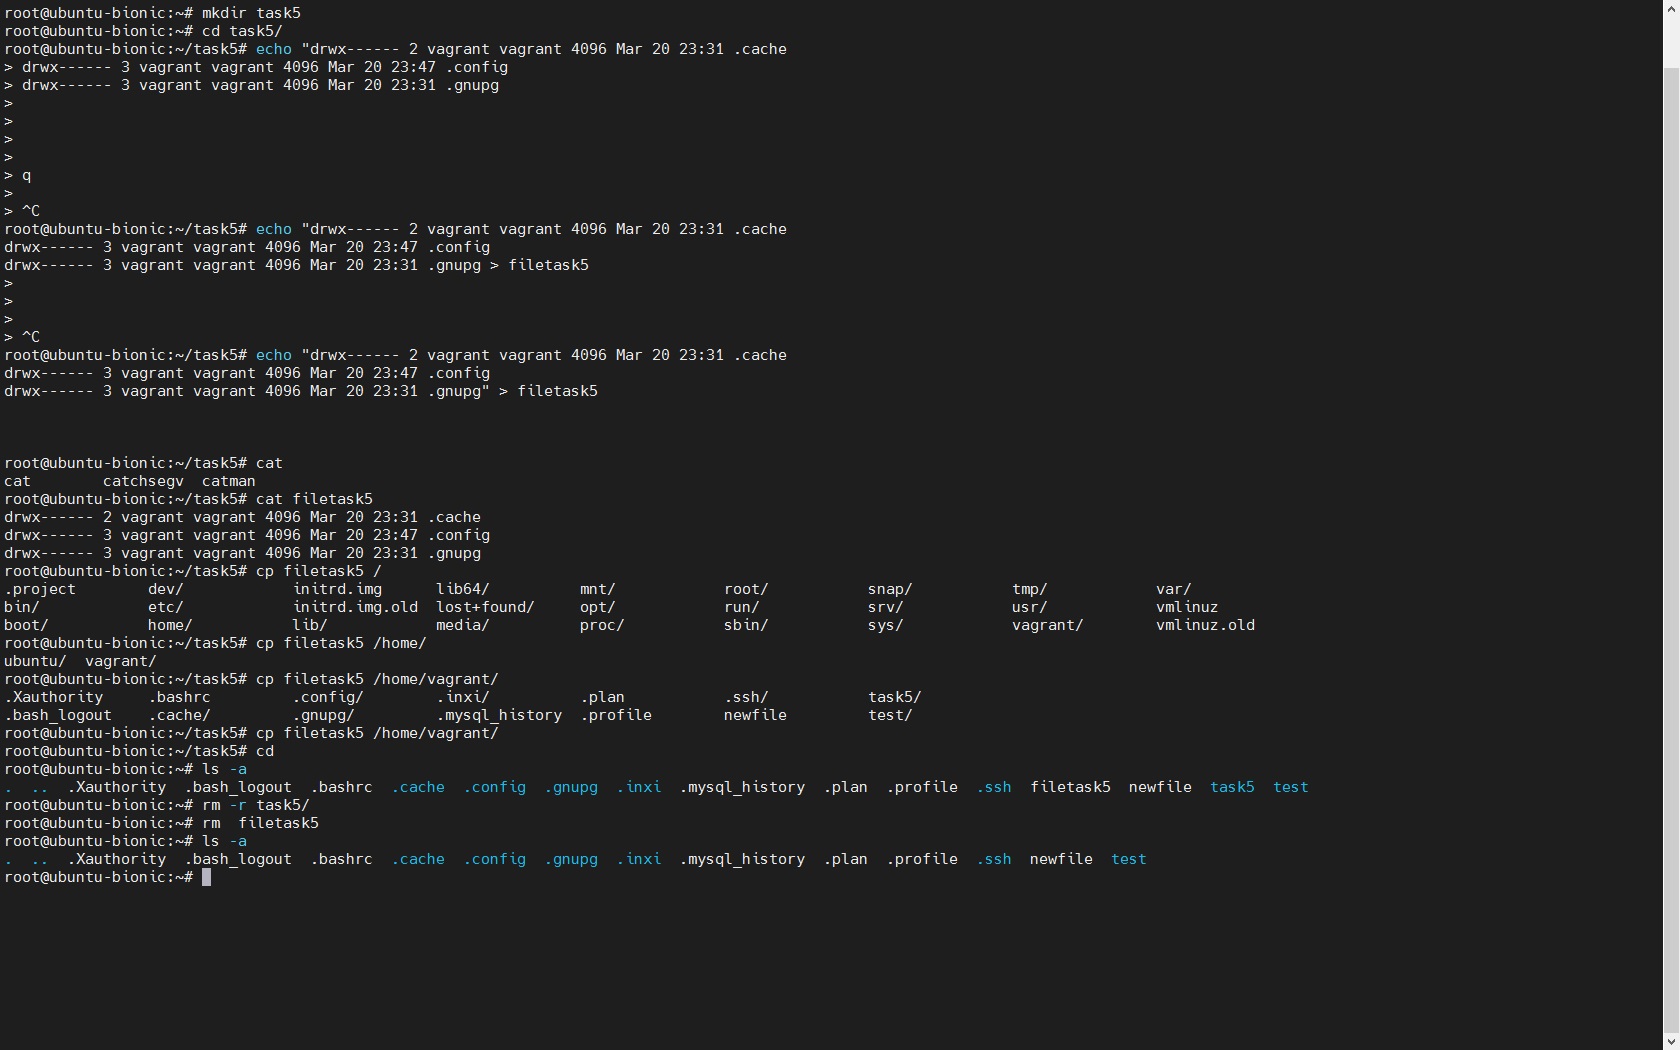 root@ubuntu-bionic:~# mkdir task5
root@ubuntu-bionic:~# cd task5/
root@ubuntu-bionic:~/task5# echo "drwx------ 2 vagrant vagrant 4096 Mar 20 23:31 .cache
> drwx------ 3 vagrant vagrant 4096 Mar 20 23:47 .config
> drwx------ 3 vagrant vagrant 4096 Mar 20 23:31 .gnupg
>
>
>
>
> q
>
> ^C
root@ubuntu-bionic:~/task5# echo "drwx------ 2 vagrant vagrant 4096 Mar 20 23:31 .cache
drwx------ 3 vagrant vagrant 4096 Mar 20 23:47 .config
drwx------ 3 vagrant vagrant 4096 Mar 20 23:31 .gnupg > filetask5
>
>
>
> ^C
root@ubuntu-bionic:~/task5# echo "drwx------ 2 vagrant vagrant 4096 Mar 20 23:31 .cache
drwx------ 3 vagrant vagrant 4096 Mar 20 23:47 .config
drwx------ 3 vagrant vagrant 4096 Mar 20 23:31 .gnupg" > filetask5
root@ubuntu-bionic:~/task5# cat
cat        catchsegv  catman
root@ubuntu-bionic:~/task5# cat filetask5
drwx------ 2 vagrant vagrant 4096 Mar 20 23:31 .cache
drwx------ 3 vagrant vagrant 4096 Mar 20 23:47 .config
drwx------ 3 vagrant vagrant 4096 Mar 20 23:31 .gnupg
root@ubuntu-bionic:~/task5# cp filetask5 /
.project        dev/            initrd.img      lib64/          mnt/            root/           snap/           tmp/            var/
bin/            etc/            initrd.img.old  lost+found/     opt/            run/            srv/            usr/            vmlinuz
boot/           home/           lib/            media/          proc/           sbin/           sys/            vagrant/        vmlinuz.old
root@ubuntu-bionic:~/task5# cp filetask5 /home/
ubuntu/  vagrant/
root@ubuntu-bionic:~/task5# cp filetask5 /home/vagrant/
.Xauthority     .bashrc         .config/        .inxi/          .plan           .ssh/           task5/
.bash_logout    .cache/         .gnupg/         .mysql_history  .profile        newfile         test/
root@ubuntu-bionic:~/task5# cp filetask5 /home/vagrant/
root@ubuntu-bionic:~/task5# cd
root@ubuntu-bionic:~# ls -a
.  ..  .Xauthority  .bash_logout  .bashrc  .cache  .config  .gnupg  .inxi  .mysql_history  .plan  .profile  .ssh  filetask5  newfile  task5  test
root@ubuntu-bionic:~# rm -r task5/
root@ubuntu-bionic:~# rm  filetask5
root@ubuntu-bionic:~# ls -a
.  ..  .Xauthority  .bash_logout  .bashrc  .cache  .config  .gnupg  .inxi  .mysql_history  .plan  .profile  .ssh  newfile  test
root@ubuntu-bionic:~#